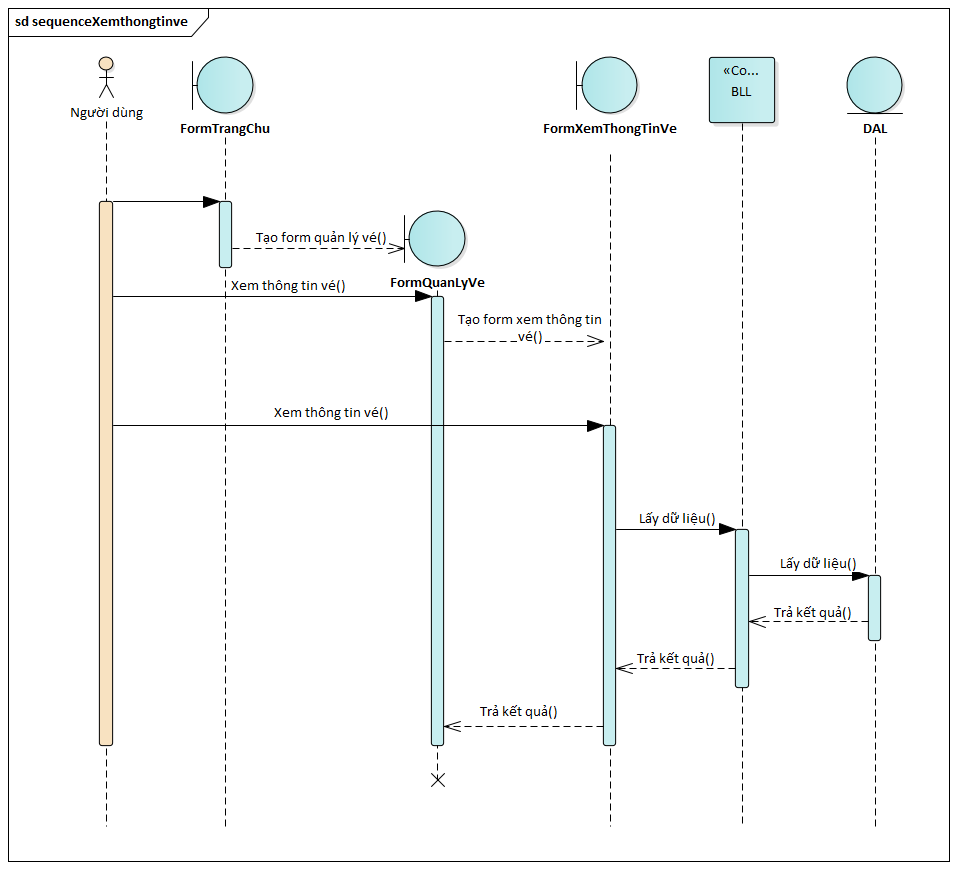 sd sequenceXemthongtinve
Người dùng
FormTrangChu
FormXemThongTinVe
«Co...
BLL
DAL
Tạo form quản lý vé()
FormQuanLyVe
Xem thông tin vé()
Tạo form xem thông tin
vé()
Xem thông tin vé()
Lấy dữ liệu()
Lấy dữ liệu()
Trả kết quả()
Trả kết quả()
Trả kết quả()